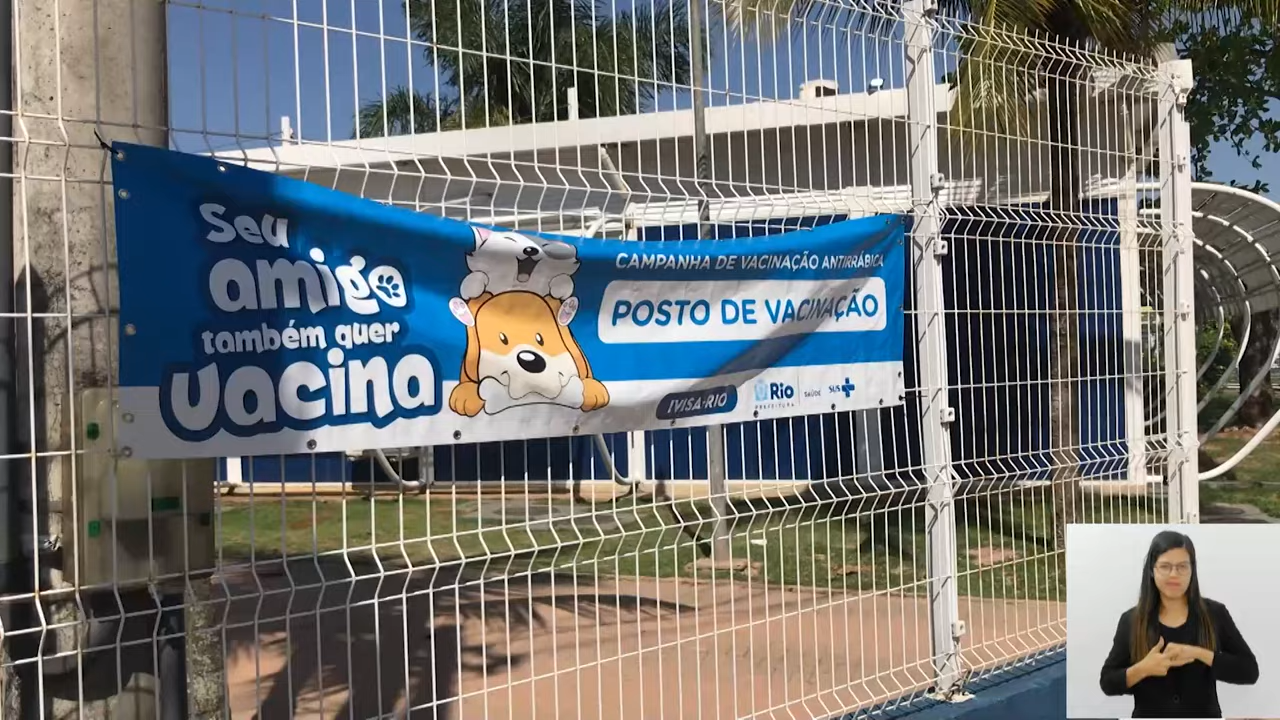 Seu
amigo
também quer
vacina
CAMPANHA DE VACINAÇÃO ANTIRRÁBICA
POSTO DE VACINAÇÃO
IVISA-RIO
Rio
PREFEITURA
SAÚDE
SUS